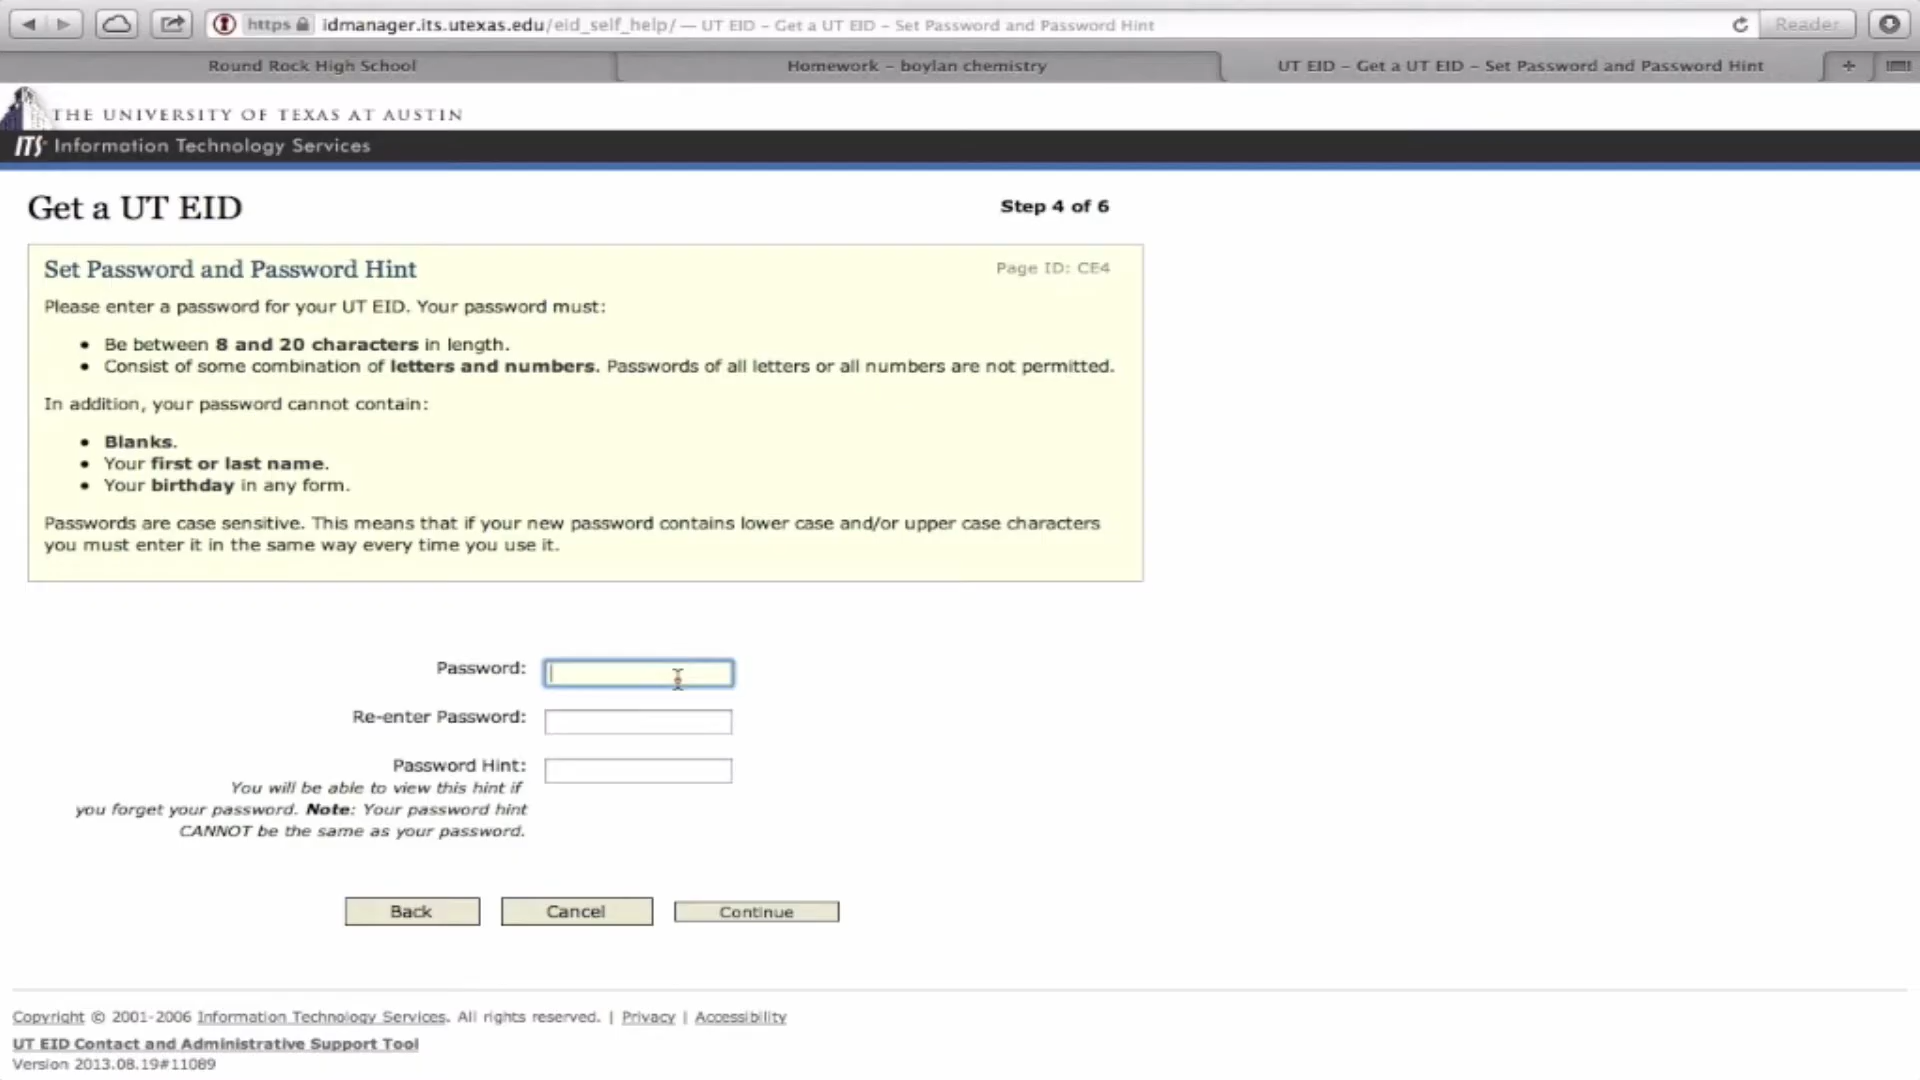 https idmanager.its.utexas.edu/eid_self_help/ — UT EID – Get a UT EID – Set Password and Password Hint Reader
Round Rock High School Homework – boylan chemistry UT EID – Get a UT EID – Set Password and Password Hint +
THE UNIVERSITY OF TEXAS AT AUSTIN
ITS Information Technology Services
Get a UT EID Step 4 of 6
Set Password and Password Hint Page ID: CE4
Please enter a password for your UT EID. Your password must:
• Be between 8 and 20 characters in length.
• Consist of some combination of letters and numbers. Passwords of all letters or all numbers are not permitted.
In addition, your password cannot contain:
• Blanks.
• Your first or last name.
• Your birthday in any form.
Passwords are case sensitive. This means that if your new password contains lower case and/or upper case characters
you must enter it in the same way every time you use it.
Password:
Re-enter Password:
Password Hint:
You will be able to view this hint if
you forget your password. Note: Your password hint
CANNOT be the same as your password.
Back Cancel Continue
Copyright © 2001-2006 Information Technology Services. All rights reserved. | Privacy | Accessibility
UT EID Contact and Administrative Support Tool
Version 2013.08.19#11089